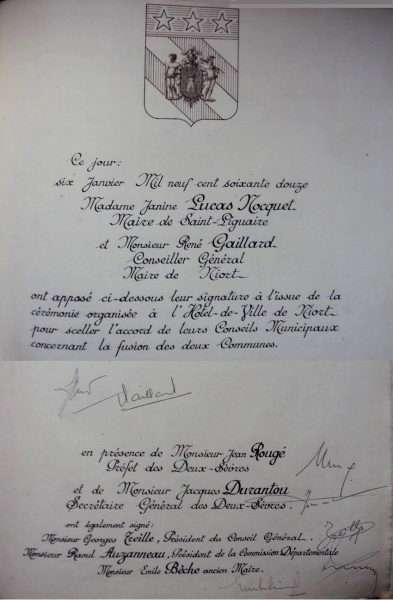 Ce jour:
six Janvier Mil neuf cent soixante douze
Madame Janine Lucas Nocquet
Maire de Saint-Liguaire
et Monsieur René Gaillard
Conseiller Général
Maire de Niort
ont apposé ci-dessous leur signature à l'issue de la
cérémonie organisée à l'Hôtel-de-Ville de Niort
pour sceller l'accord de leurs Conseils Municipaux
concernant la fusion des deux Communes.
Gaillard
en présence de Monsieur Jean Rougé
Préfet des Deux-Sèvres
et de Monsieur Jacques Durantou
Secrétaire Général des Deux-Sèvres.
ont également signé:
Monsieur Georges Treille, Président du Conseil Général
Monsieur Raoul Auzanneau, Président de la Commission Départementale
Monsieur Emile Bèche ancien Maire.